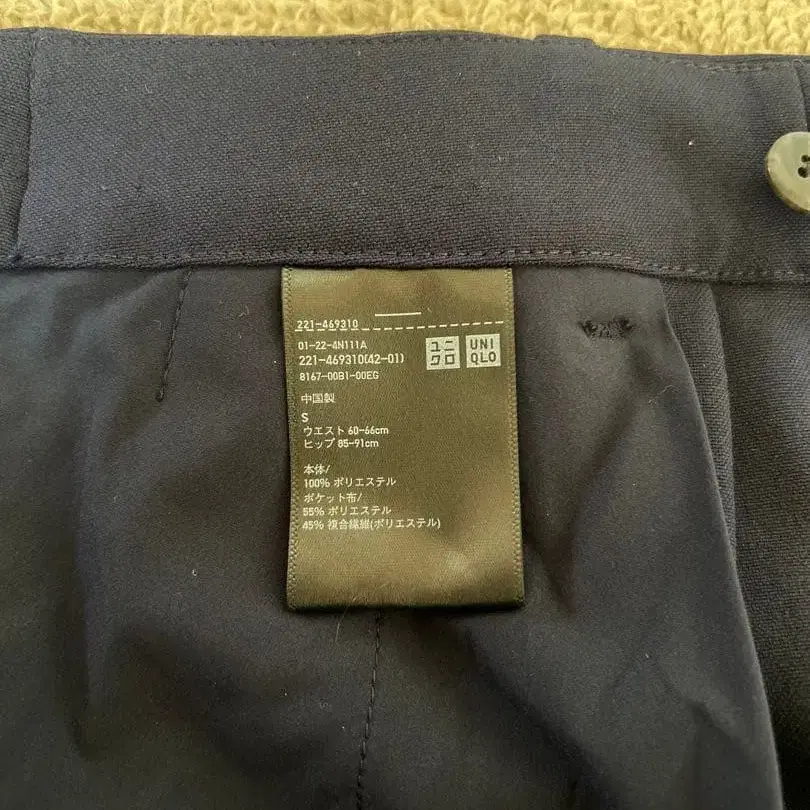 221-469310
01-22-4N111A
221-469310(42-01)
8167-00B1-00EG
ユニクロ
UNIQLO
中国製
S
ウエスト 60-66cm
ヒップ 85-91cm
本体/
100% ポリエステル
ポケット布/
55% ポリエステル
45% 複合繊維(ポリエステル)